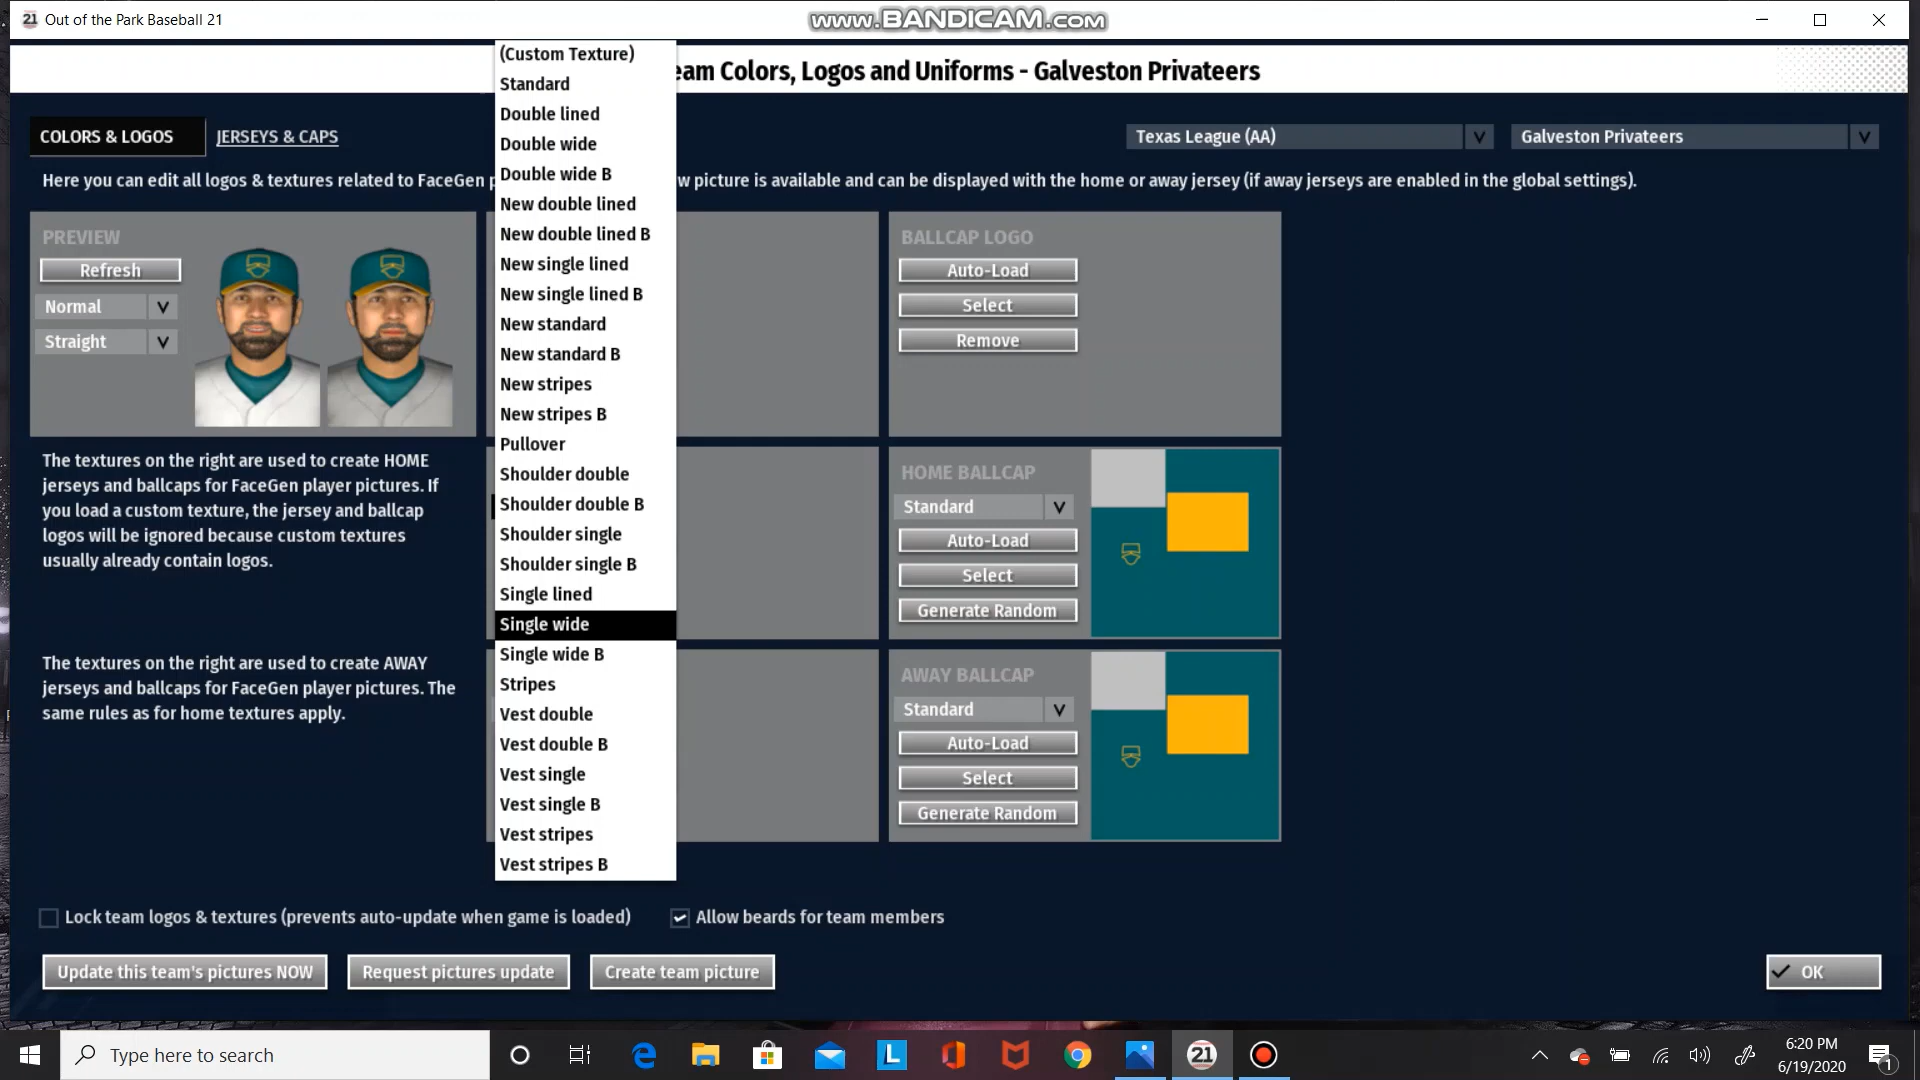 21 Out of the Park Baseball 21
www.BANDICAM.com
eam Colors, Logos and Uniforms - Galveston Privateers
COLORS & LOGOS
JERSEYS & CAPS
Texas League (AA) V
Galveston Privateers V
Here you can edit all logos & textures related to FaceGen p
w picture is available and can be displayed with the home or away jersey (if away jerseys are enabled in the global settings).
PREVIEW
Refresh
Normal V
Straight V
The textures on the right are used to create HOME
jerseys and ballcaps for FaceGen player pictures. If
you load a custom texture, the jersey and ballcap
logos will be ignored because custom textures
usually already contain logos.
The textures on the right are used to create AWAY
jerseys and ballcaps for FaceGen player pictures. The
same rules as for home textures apply.
(Custom Texture)
Standard
Double lined
Double wide
Double wide B
New double lined
New double lined B
New single lined
New single lined B
New standard
New standard B
New stripes
New stripes B
Pullover
Shoulder double
Shoulder double B
Shoulder single
Shoulder single B
Single lined
Single wide
Single wide B
Stripes
Vest double
Vest double B
Vest single
Vest single B
Vest stripes
Vest stripes B
BALLCAP LOGO
Auto-Load
Select
Remove
HOME BALLCAP
Standard V
Auto-Load
Select
Generate Random
AWAY BALLCAP
Standard V
Auto-Load
Select
Generate Random
Lock team logos & textures (prevents auto-update when game is loaded)
Allow beards for team members
Update this team's pictures NOW
Request pictures update
Create team picture
OK
Type here to search
L
21
6:20 PM
6/19/2020
1